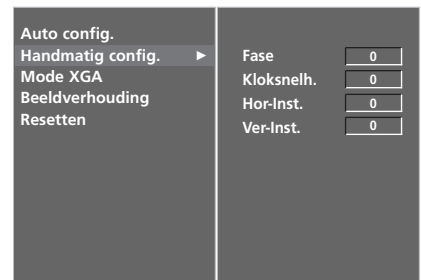 Auto config.
Handmatig config. ►
Mode XGA
Beeldverhouding
Resetten
Fase 0
Kloksnelh. 0
Hor-Inst. 0
Ver-Inst. 0